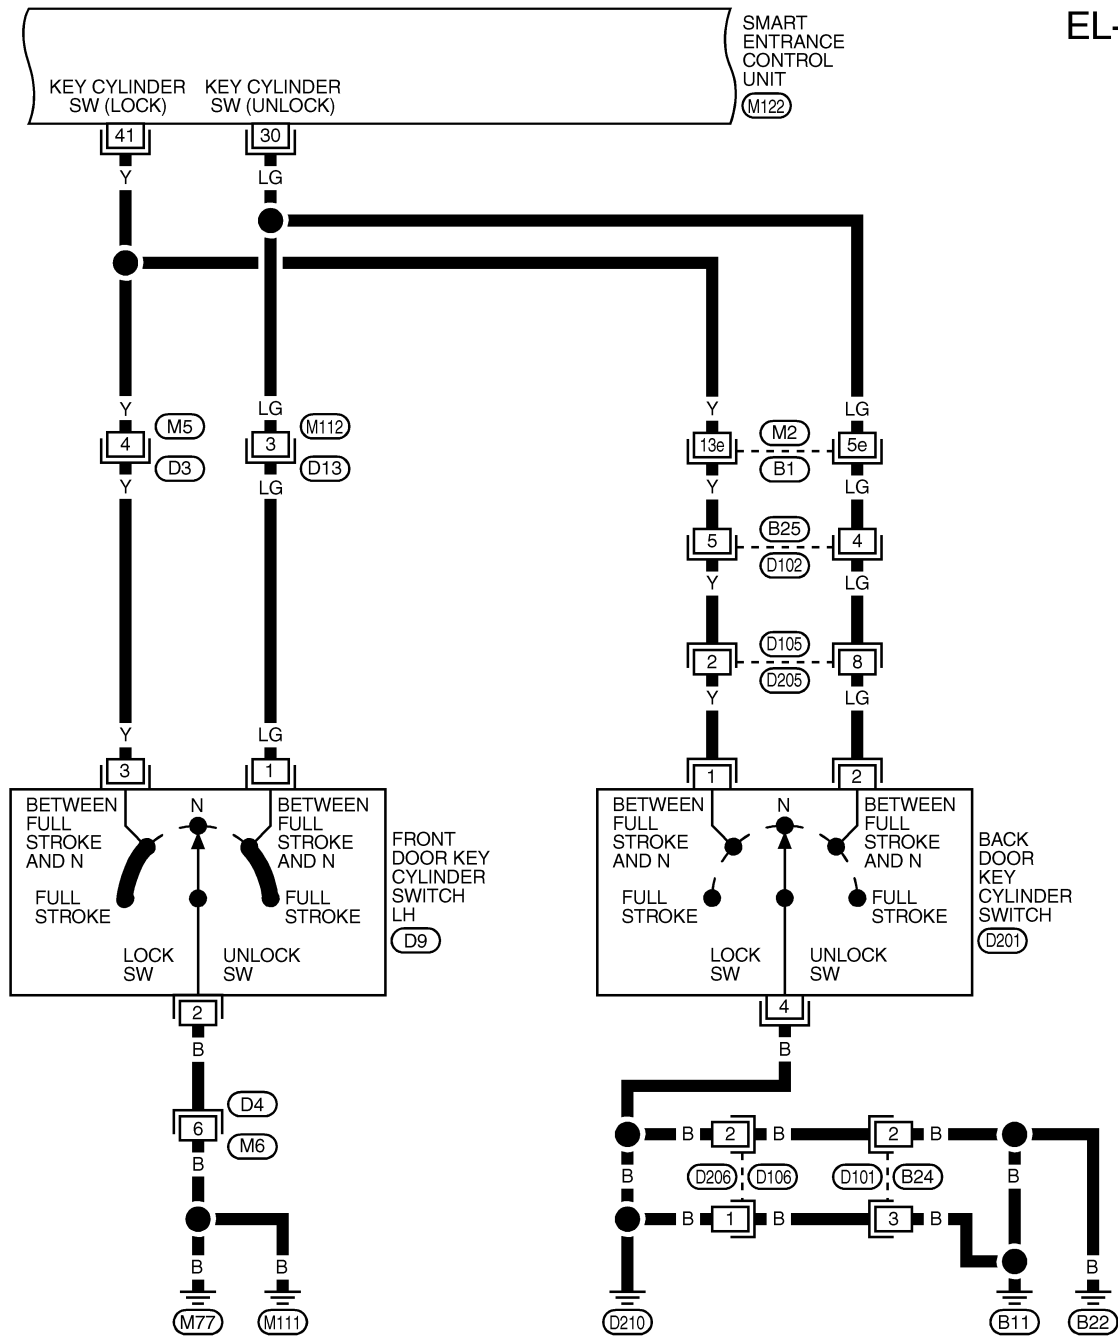 EL-
SMART
ENTRANCE
CONTROL
UNIT
M122
KEY CYLINDER
SW (LOCK)
KEY CYLINDER
SW (UNLOCK)
41
30
Y
LG
Y
LG
Y
LG
4
M5
D3
3
M112
D13
13e
M2
B1
5e
Y
LG
Y
LG
5
B25
D102
4
Y
LG
2
D105
D205
8
Y
LG
Y
LG
3
1
1
2
BETWEEN
FULL
STROKE
AND N
N
BETWEEN
FULL
STROKE
AND N
FULL
STROKE
FULL
STROKE
LOCK
SW
UNLOCK
SW
FRONT
DOOR KEY
CYLINDER
SWITCH
LH
D9
BETWEEN
FULL
STROKE
AND N
N
BETWEEN
FULL
STROKE
AND N
FULL
STROKE
FULL
STROKE
LOCK
SW
UNLOCK
SW
BACK
DOOR
KEY
CYLINDER
SWITCH
D201
2
4
B
B
D4
6
M6
B
B
2
B
2
B
B
D206
D106
D101
B24
B
B
1
B
3
B
B
B
B
M77
M111
D210
B11
B22